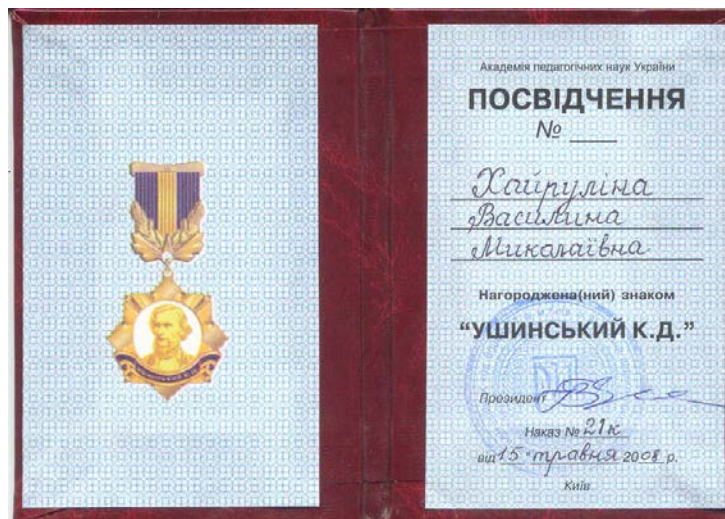 Академія педагогічних наук України
ПОСВІДЧЕННЯ
№ ___
Хайруліна
Василина
Миколаївна
Нагороджена(ний) знаком
“УШИНСЬКИЙ К.Д.”
Президент
Наказ № 21к
від "15" травня 2008 р.
Київ